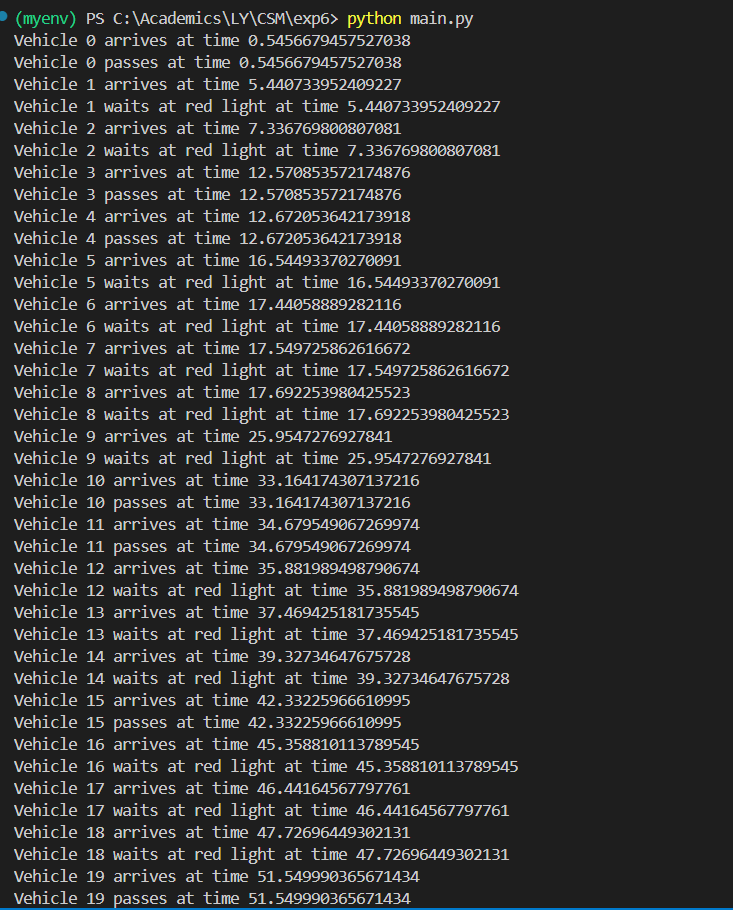 (myenv) PS C:\Academics\LY\CSM\exp6> python main.py
Vehicle 0 arrives at time 0.5456679457527038
Vehicle 0 passes at time 0.5456679457527038
Vehicle 1 arrives at time 5.440733952409227
Vehicle 1 waits at red light at time 5.440733952409227
Vehicle 2 arrives at time 7.336769800807081
Vehicle 2 waits at red light at time 7.336769800807081
Vehicle 3 arrives at time 12.570853572174876
Vehicle 3 passes at time 12.570853572174876
Vehicle 4 arrives at time 12.672053642173918
Vehicle 4 passes at time 12.672053642173918
Vehicle 5 arrives at time 16.54493370270091
Vehicle 5 waits at red light at time 16.54493370270091
Vehicle 6 arrives at time 17.44058889282116
Vehicle 6 waits at red light at time 17.44058889282116
Vehicle 7 arrives at time 17.549725862616672
Vehicle 7 waits at red light at time 17.549725862616672
Vehicle 8 arrives at time 17.692253980425523
Vehicle 8 waits at red light at time 17.692253980425523
Vehicle 9 arrives at time 25.9547276927841
Vehicle 9 waits at red light at time 25.9547276927841
Vehicle 10 arrives at time 33.164174307137216
Vehicle 10 passes at time 33.164174307137216
Vehicle 11 arrives at time 34.679549067269974
Vehicle 11 passes at time 34.679549067269974
Vehicle 12 arrives at time 35.881989498790674
Vehicle 12 waits at red light at time 35.881989498790674
Vehicle 13 arrives at time 37.469425181735545
Vehicle 13 waits at red light at time 37.469425181735545
Vehicle 14 arrives at time 39.32734647675728
Vehicle 14 waits at red light at time 39.32734647675728
Vehicle 15 arrives at time 42.33225966610995
Vehicle 15 passes at time 42.33225966610995
Vehicle 16 arrives at time 45.358810113789545
Vehicle 16 waits at red light at time 45.358810113789545
Vehicle 17 arrives at time 46.44164567797761
Vehicle 17 waits at red light at time 46.44164567797761
Vehicle 18 arrives at time 47.72696449302131
Vehicle 18 waits at red light at time 47.72696449302131
Vehicle 19 arrives at time 51.549990365671434
Vehicle 19 passes at time 51.549990365671434